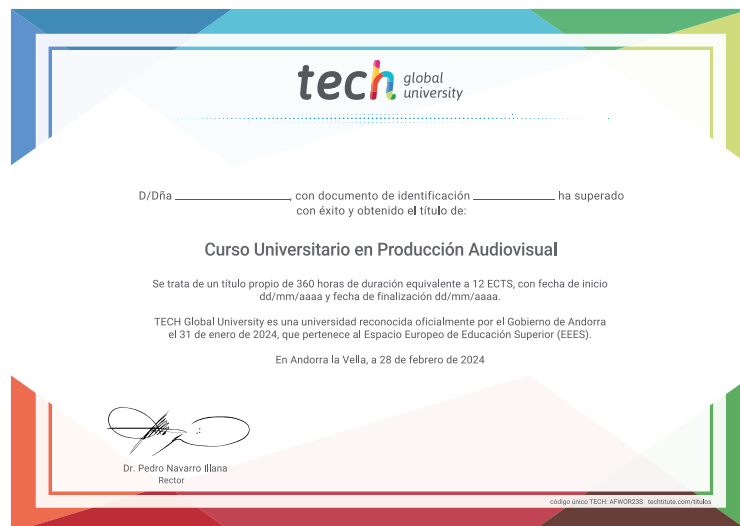 tech global
university
D/Dña ____________________, con documento de identificación ______________ ha superado
con éxito y obtenido el título de:
Curso Universitario en Producción Audiovisual
Se trata de un título propio de 360 horas de duración equivalente a 12 ECTS, con fecha de inicio
dd/mm/aaaa y fecha de finalización dd/mm/aaaa.
TECH Global University es una universidad reconocida oficialmente por el Gobierno de Andorra
el 31 de enero de 2024, que pertenece al Espacio Europeo de Educación Superior (EEES).
En Andorra la Vella, a 28 de febrero de 2024
Dr. Pedro Navarro Illana
Rector
código único TECH: AFWOR23S techtitute.com/titulos